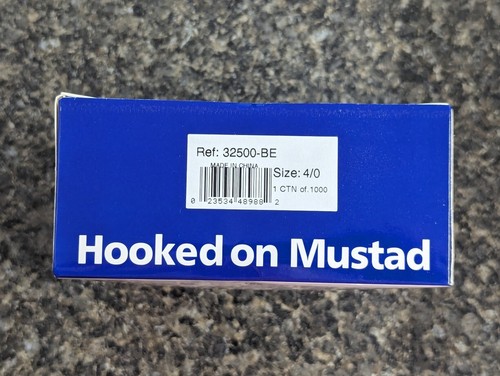 Ref: 32500-BE
MADE IN CHINA
Size: 4/0
1 CTN of.1000
0 23534 48988 2
Hooked on Mustad